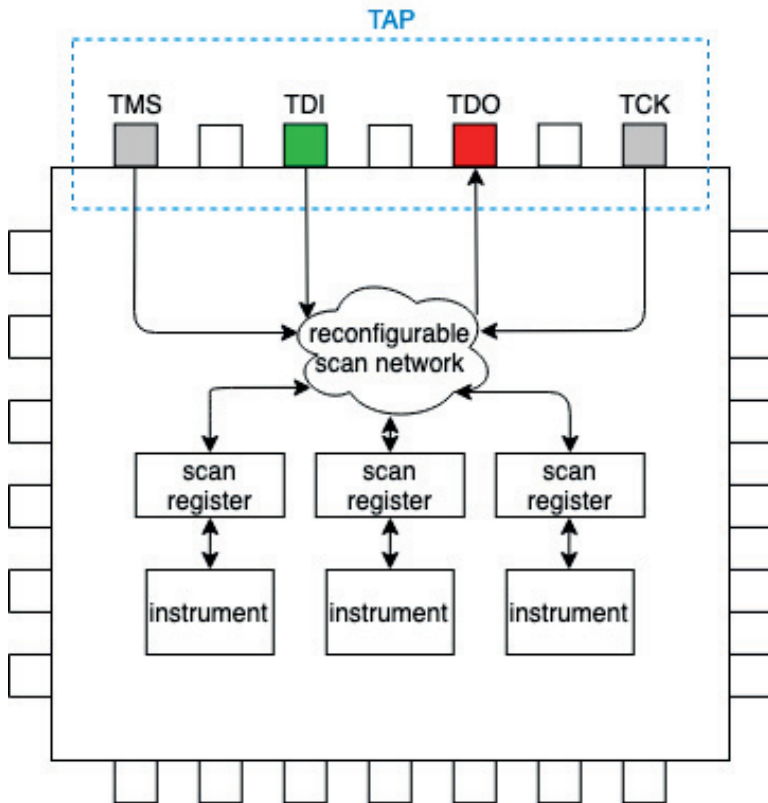 TAP
TMS
TDI
TDO
TCK
reconfigurable
scan network
scan
register
scan
register
scan
register
instrument
instrument
instrument